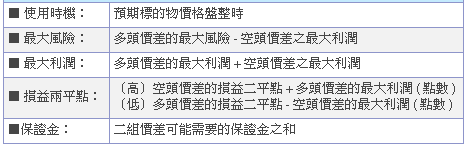 ■ 使用時機： 預期標的物價格盤整時
■ 最大風險： 多頭價差的最大風險 - 空頭價差之最大利潤
■ 最大利潤： 多頭價差的最大利潤 + 空頭價差之最大利潤
■ 損益兩平點： （高）空頭價差的損益二平點 + 多頭價差的最大利潤 ( 點數 )
（低）多頭價差的損益二平點 - 空頭價差的最大利潤 ( 點數 )
■ 保證金： 二組價差可能需要的保證金之和